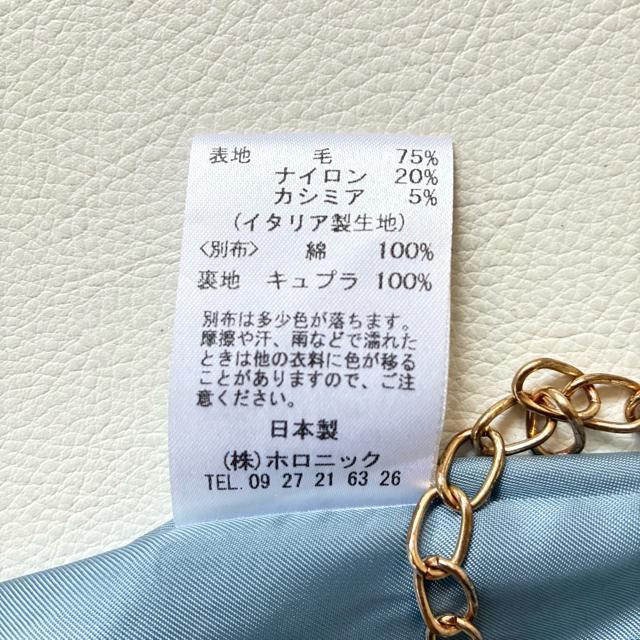 表地 毛 75%
ナイロン 20%
カシミア 5%
(イタリア製生地)
<別布> 綿 100%
裏地 キュプラ 100%
別布は多少色が落ちます。
摩擦や汗、雨などで濡れた
ときは他の衣料に色が移る
ことがありますので、ご注
意ください。
日本製
(株)ホロニック
TEL. 09 27 21 63 26